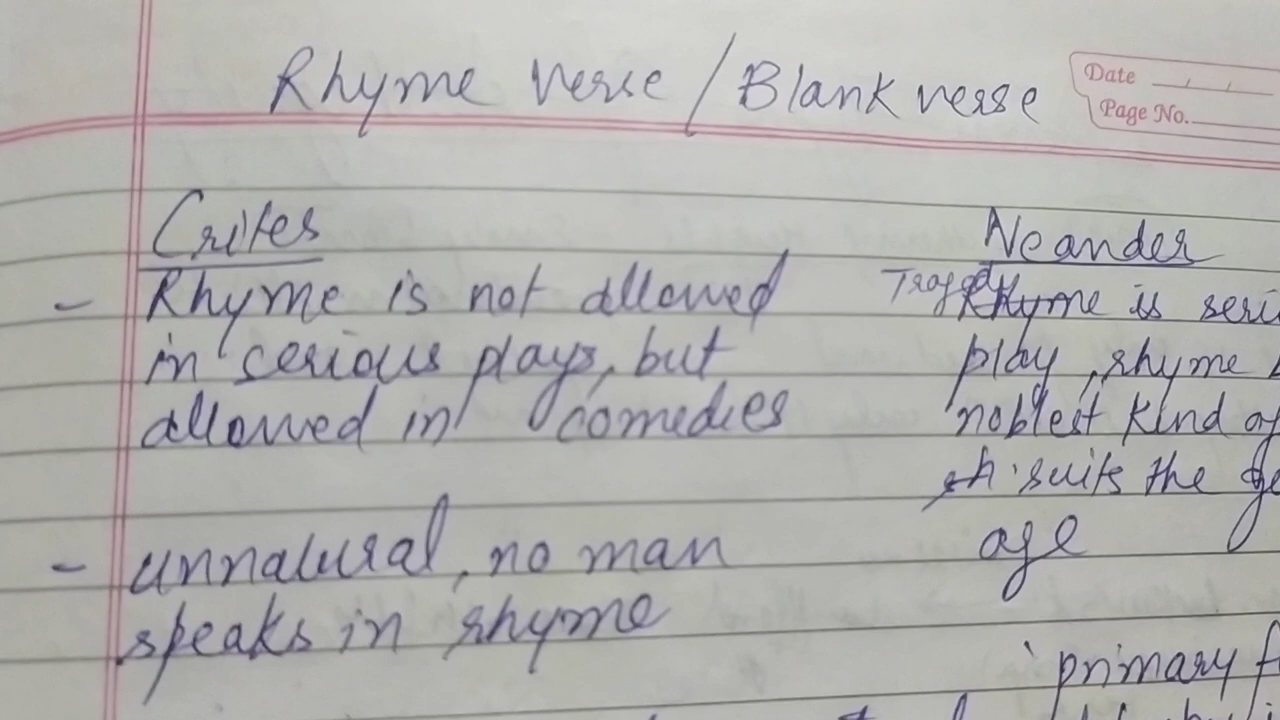 Rhyme verse / Blank verse
Date
Page No.
Crites
- Rhyme is not allowed
in serious plays, but
allowed in comedies
- unnatural, no man
speaks in rhyme
Neander
Tragedy Rhyme is
play, rhyme
noblest kind of
suits the
age
primary